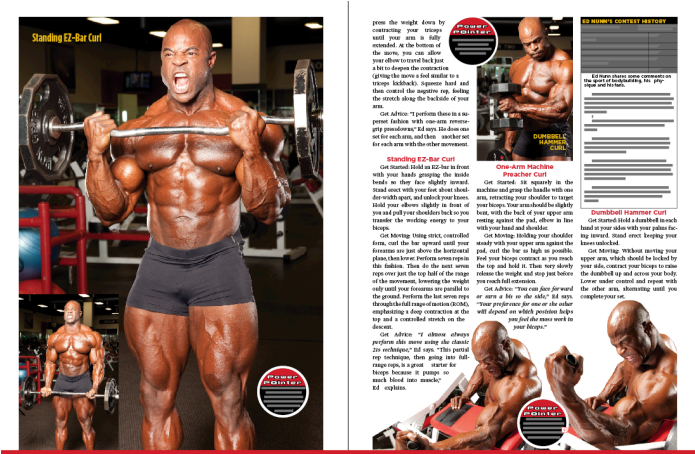 Standing EZ-Bar Curl
Power
Pointer
press the weight down by
contracting your triceps
until your arm is fully
extended. At the bottom of
the move, you can allow
your elbow to travel back just
a bit to deepen the contraction
(giving the move a feel similar to a
triceps kickback). Squeeze hard and
then control the negative rep, feeling
the stretch along the backside of your
arm.
Get Advice: "I perform these in a su-
perset fashion with one-arm reverse-
grip pressdowns," Ed says. He does one
set for each arm, and then another set
for each arm with the other movement.
Standing EZ-Bar Curl
Get Started: Hold an EZ-bar in front
with your hands grasping the inside
bends so they face slightly inward.
Stand erect with your feet about shoul-
der-width apart, and unlock your knees.
Hold your elbows slightly in front of
you and pull your shoulders back so you
transfer the working energy to your
biceps.
Get Moving: Using strict, controlled
form, curl the bar upward until your
forearms are just above the horizontal
plane, then lower. Perform seven reps in
this fashion. Then do the next seven
reps over just the top half of the range
of the movement, lowering the weight
only until your forearms are parallel to
the ground. Perform the last seven reps
through the full range of motion (ROM),
emphasizing a deep contraction at the
top and a controlled stretch on the
descent.
Get Advice: "I almost always
perform this move using the classic
21s technique," Ed says. "This partial
rep technique, then going into full-
range reps, is a great starter for
biceps because it pumps so
much blood into muscle,"
Ed explains.
Power
Pointer
DUMBBELL
HAMMER
CURL
One-Arm Machine
Preacher Curl
Get Started: Sit squarely in the
machine and grasp the handle with one
arm, retracting your shoulder to target
your biceps. Your arm should be slightly
bent, with the back of your upper arm
resting against the pad, elbow in line
with your hand and shoulder.
Get Moving: Holding your shoulder
steady with your upper arm against the
pad, curl the bar as high as possible.
Feel your biceps contract as you reach
the top and hold it. Then very slowly
release the weight and stop just before
you reach full extension.
Get Advice: "You can face forward
or turn a bit to the side," Ed says.
"Your preference for one or the other
will depend on which position helps
you feel the most work in
your biceps."
Power
Pointer
ED NUNN'S CONTEST HISTORY
Ed Nunn shares some comments on
the sport of bodybuilding, his phy-
sique and his fans.
Dumbbell Hammer Curl
Get Started: Hold a dumbbell in each
hand at your sides with your palms fac-
ing inward. Stand erect keeping your
knees unlocked.
Get Moving: Without moving your
upper arm, which should be locked by
your side, contract your biceps to raise
the dumbbell up and across your body.
Lower under control and repeat with
the other arm, alternating until you
complete your set.